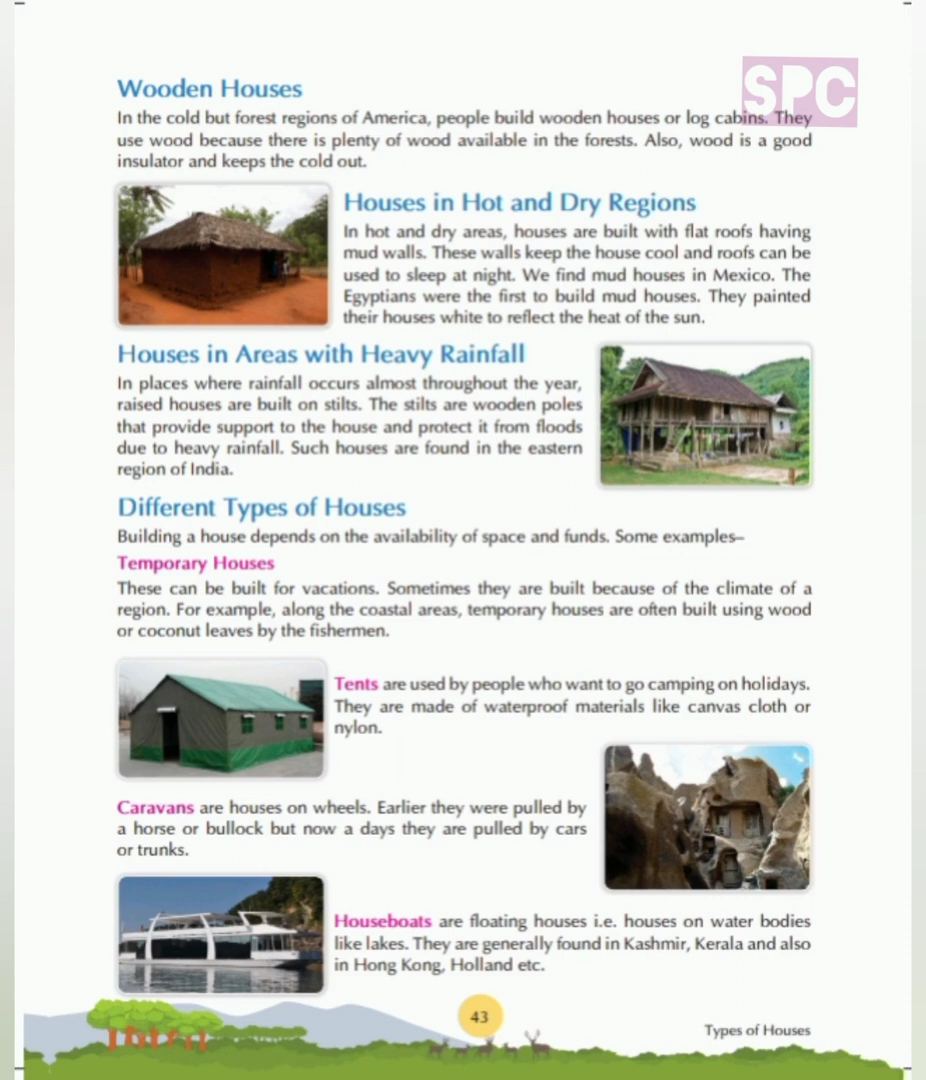 SPC
Wooden Houses
In the cold but forest regions of America, people build wooden houses or log cabins. They
use wood because there is plenty of wood available in the forests. Also, wood is a good
insulator and keeps the cold out.
Houses in Hot and Dry Regions
In hot and dry areas, houses are built with flat roofs having
mud walls. These walls keep the house cool and roofs can be
used to sleep at night. We find mud houses in Mexico. The
Egyptians were the first to build mud houses. They painted
their houses white to reflect the heat of the sun.
Houses in Areas with Heavy Rainfall
In places where rainfall occurs almost throughout the year,
raised houses are built on stilts. The stilts are wooden poles
that provide support to the house and protect it from floods
due to heavy rainfall. Such houses are found in the eastern
region of India.
Different Types of Houses
Building a house depends on the availability of space and funds. Some examples–
Temporary Houses
These can be built for vacations. Sometimes they are built because of the climate of a
region. For example, along the coastal areas, temporary houses are often built using wood
or coconut leaves by the fishermen.
Tents are used by people who want to go camping on holidays.
They are made of waterproof materials like canvas cloth or
nylon.
Caravans are houses on wheels. Earlier they were pulled by
a horse or bullock but now a days they are pulled by cars
or trunks.
Houseboats are floating houses i.e. houses on water bodies
like lakes. They are generally found in Kashmir, Kerala and also
in Hong Kong, Holland etc.
43
Types of Houses